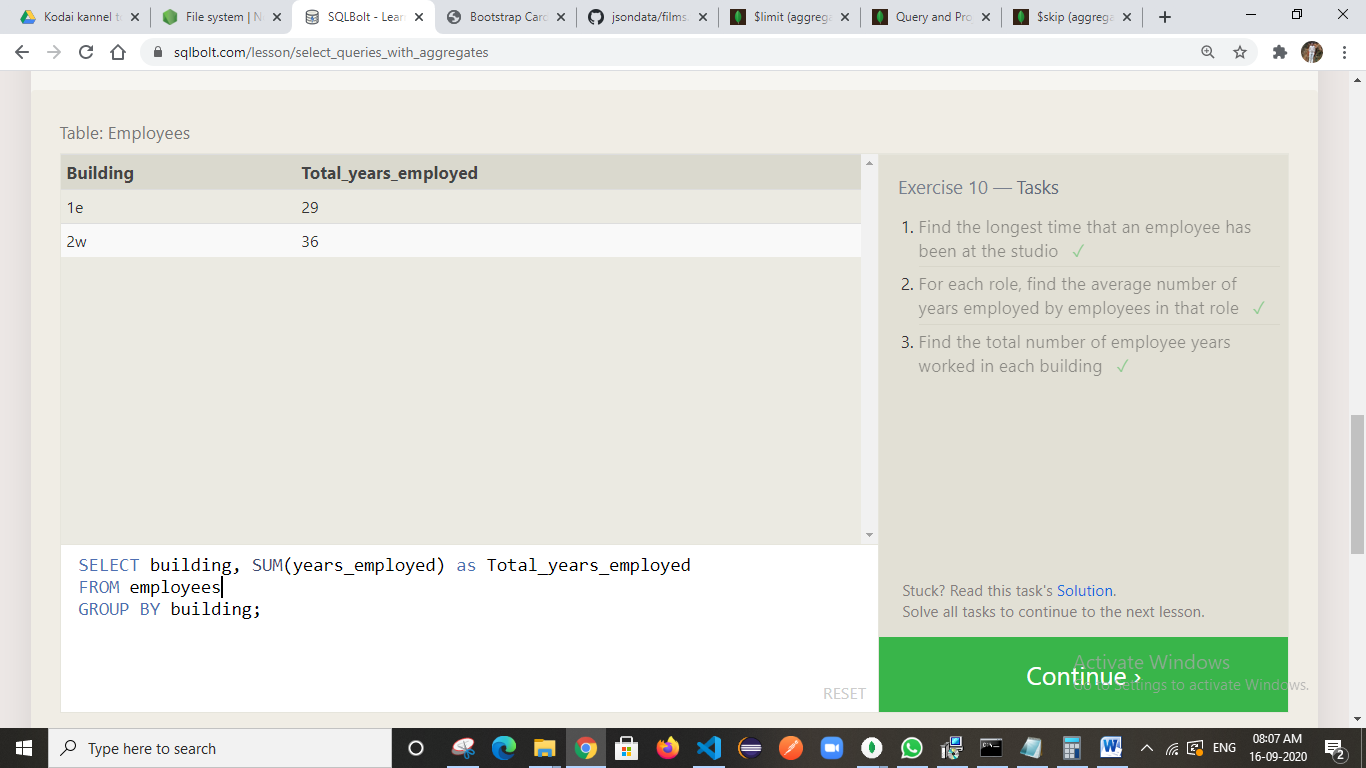 Kodai kannel t
File system | N
SQLBolt - Lear
Bootstrap Card
jsondata/films.
$limit (aggrega
Query and Pro
$skip (aggrega
sqlbolt.com/lesson/select_queries_with_aggregates
Table: Employees
Building Total_years_employed
1e 29
2w 36
SELECT building, SUM(years_employed) as Total_years_employed
FROM employees
GROUP BY building;
RESET
Exercise 10 — Tasks
1. Find the longest time that an employee has
been at the studio ✓
2. For each role, find the average number of
years employed by employees in that role ✓
3. Find the total number of employee years
worked in each building ✓
Stuck? Read this task's Solution.
Solve all tasks to continue to the next lesson.
Continue ›
Activate Windows
Go to Settings to activate Windows.
Type here to search
ENG
08:07 AM
16-09-2020
2